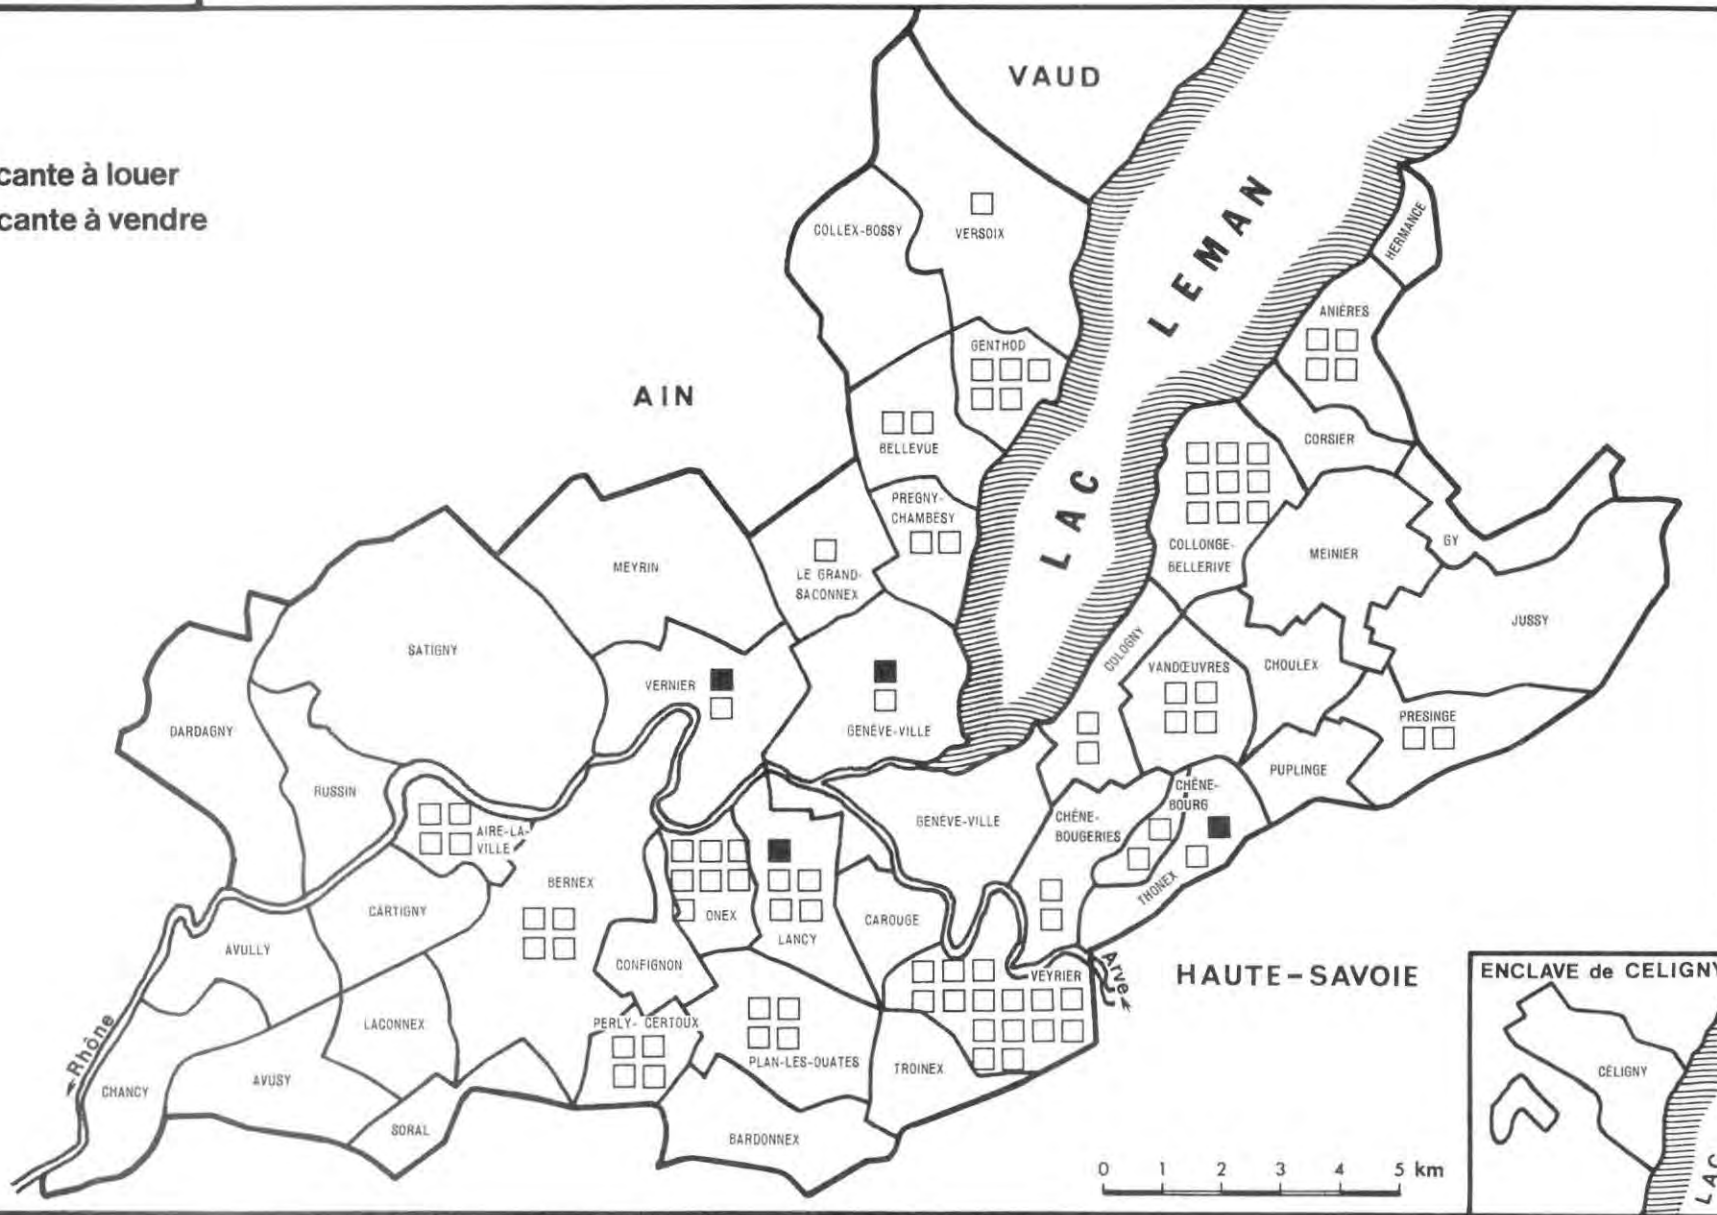 cante à louer
cante à vendre
VAUD
AIN
HAUTE-SAVOIE
LAC LEMAN
COLLEX-BOSSY
VERSOIX
HERMANCE
ANIÈRES
GENTHOD
BELLEVUE
CORSIER
PREGNY-
CHAMBÉSY
COLLONGE-
BELLERIVE
MEINIER
GY
JUSSY
MEYRIN
LE GRAND-
SACONNEX
SATIGNY
VERNIER
GENÈVE-VILLE
COLOGNY
VANDŒUVRES
CHOULEX
PRESINGE
DARDAGNY
RUSSIN
PUPLINGE
CHÊNE-
BOURG
AIRE-LA-
VILLE
GENÈVE-VILLE
CHÊNE-
BOUGERIES
THONEX
BERNEX
CARTIGNY
ONEX
LANCY
CAROUGE
AVULLY
CONFIGNON
VEYRIER
Arve
LACONNEX
PERLY-CERTOUX
PLAN-LES-OUATES
TROINEX
Rhône
CHANCY
AVUSY
SORAL
BARDONNEX
0 1 2 3 4 5 km
ENCLAVE de CELIGNY
CÉLIGNY
LAC